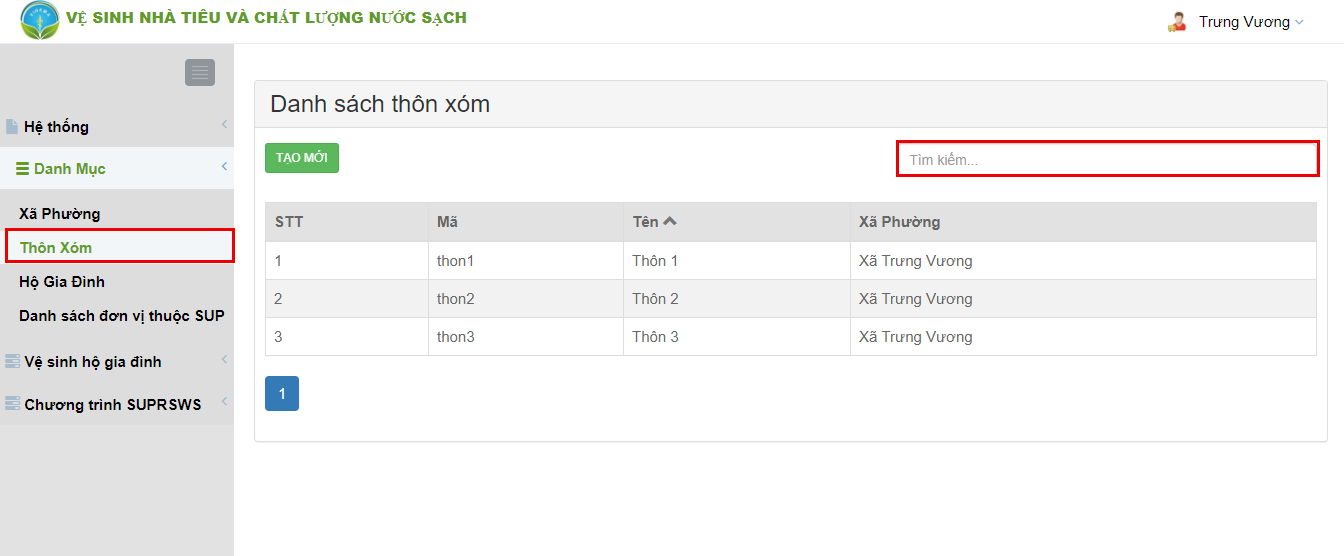 VỆ SINH NHÀ TIÊU VÀ CHẤT LƯỢNG NƯỚC SẠCH
Trưng Vương
Hệ thống
Danh Mục
Xã Phường
Thôn Xóm
Hộ Gia Đình
Danh sách đơn vị thuộc SUP
Vệ sinh hộ gia đình
Chương trình SUPRSWS
Danh sách thôn xóm
TẠO MỚI
Tìm kiếm...
STT Mã Tên Xã Phường
1 thon1 Thôn 1 Xã Trưng Vương
2 thon2 Thôn 2 Xã Trưng Vương
3 thon3 Thôn 3 Xã Trưng Vương
1